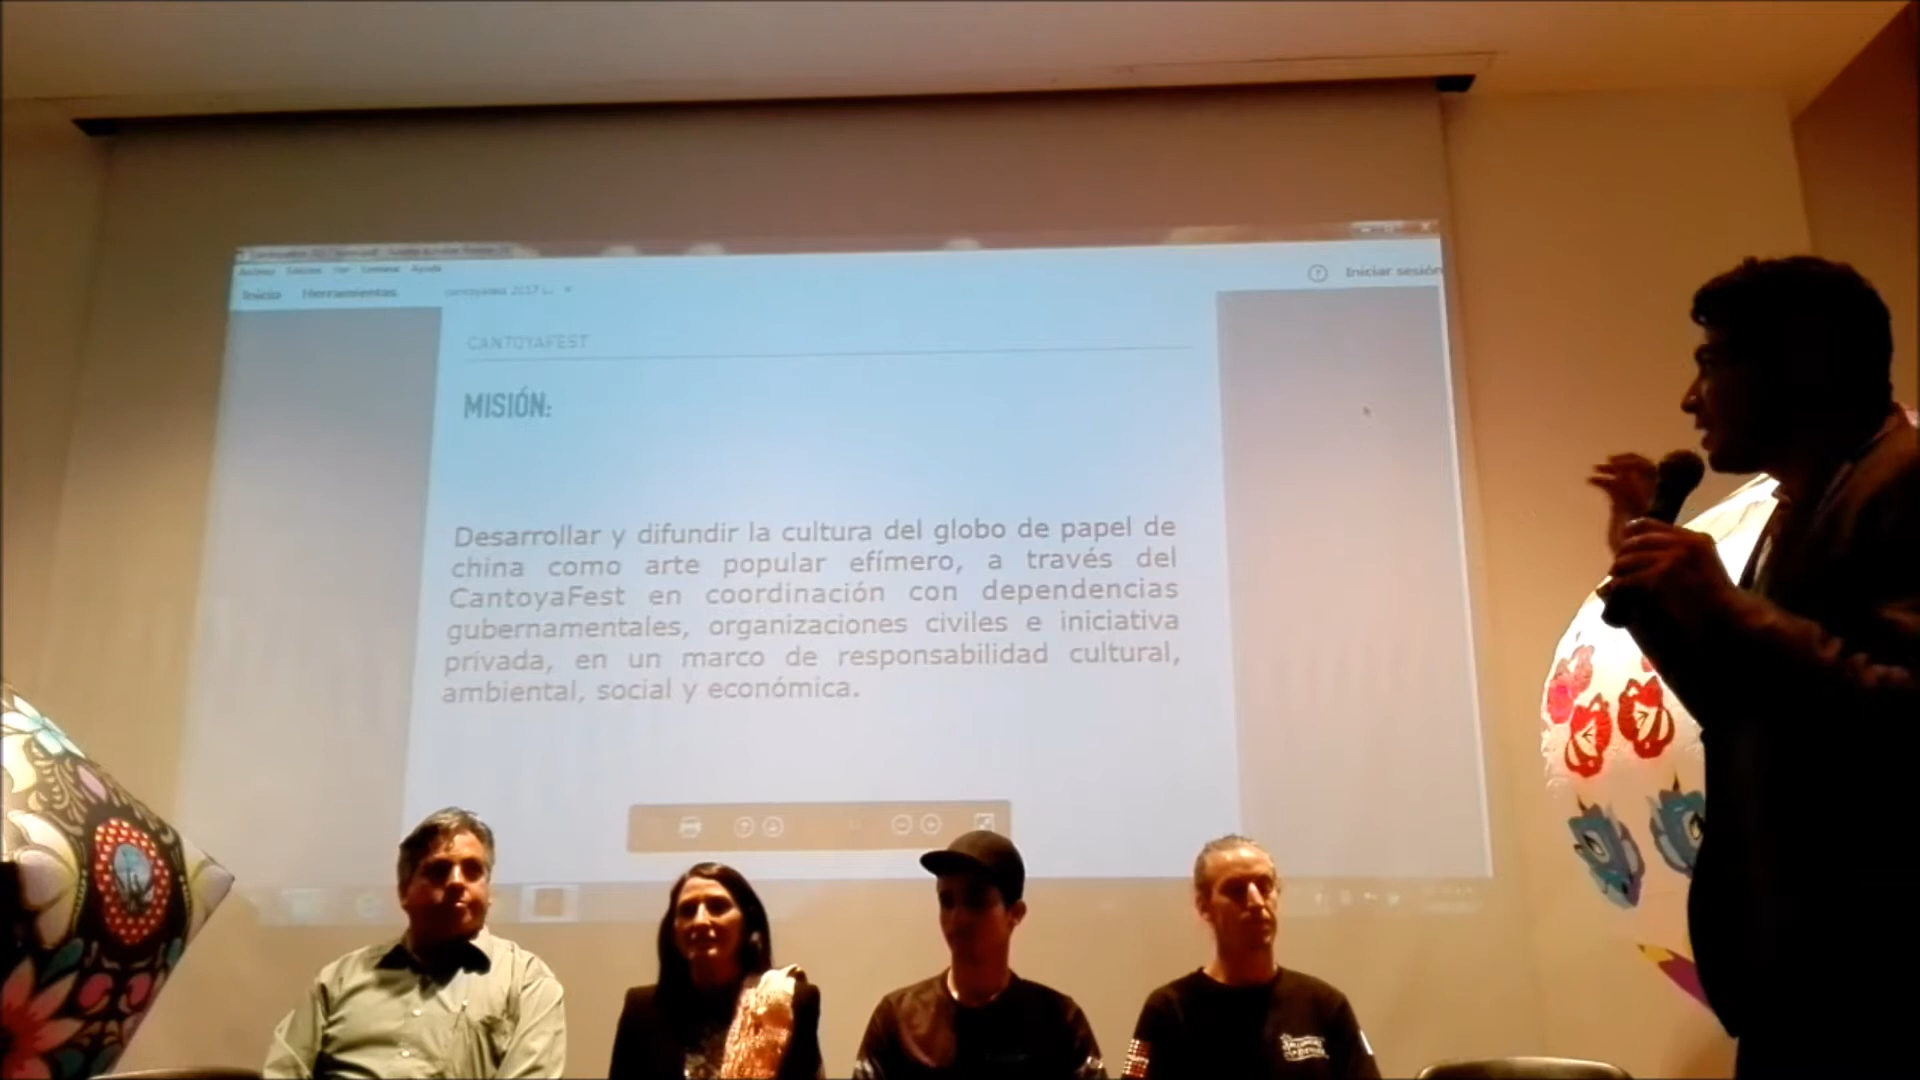 Inicio Herramientas
Iniciar sesión
CANTOYAFEST
MISIÓN:
Desarrollar y difundir la cultura del globo de papel de
china como arte popular efímero, a través del
CantoyaFest en coordinación con dependencias
gubernamentales, organizaciones civiles e iniciativa
privada, en un marco de responsabilidad cultural,
ambiental, social y económica.